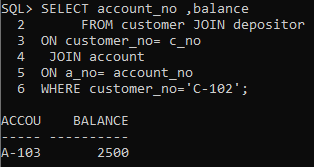 SQL> SELECT account_no ,balance
2 FROM customer JOIN depositor
3 ON customer_no= c_no
4 JOIN account
5 ON a_no= account_no
6 WHERE customer_no='C-102';
ACCOU BALANCE
----- ----------
A-103 2500